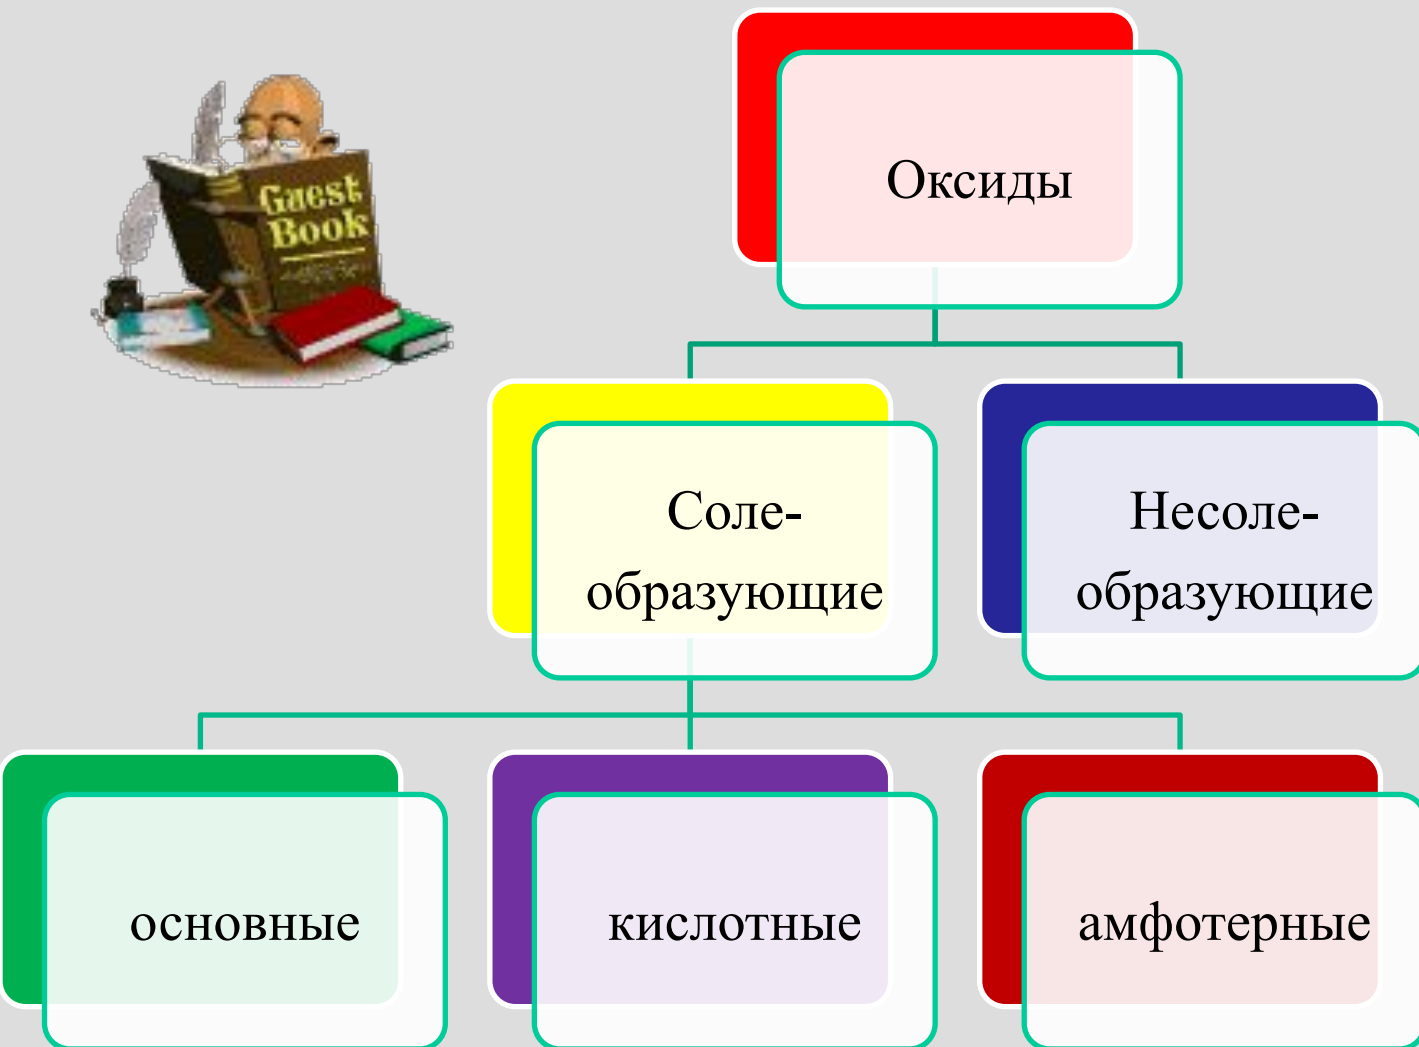 Guest
Book
Оксиды
Соле-
образующие
Несоле-
образующие
основные
кислотные
амфотерные